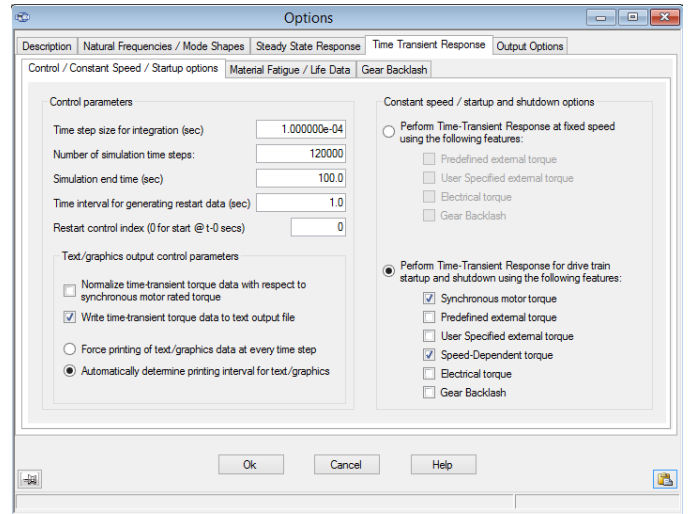 Options
Description
Natural Frequencies / Mode Shapes
Steady State Response
Time Transient Response
Output Options
Control / Constant Speed / Startup options
Material Fatigue / Life Data
Gear Backlash
Control parameters
Time step size for integration (sec)
1.000000e-04
Number of simulation time steps:
120000
Simulation end time (sec)
100.0
Time interval for generating restart data (sec)
1.0
Restart control index (0 for start @ t-0 secs)
0
Text/graphics output control parameters
Normalize time-transient torque data with respect to
synchronous motor rated torque
Write time-transient torque data to text output file
Force printing of text/graphics data at every time step
Automatically determine printing interval for text/graphics
Constant speed / startup and shutdown options
Perform Time-Transient Response at fixed speed
using the following features:
Predefined external torque
User Specified external torque
Electrical torque
Gear Backlash
Perform Time-Transient Response for drive train
startup and shutdown using the following features:
Synchronous motor torque
Predefined external torque
User Specified external torque
Speed-Dependent torque
Electrical torque
Gear Backlash
Ok
Cancel
Help